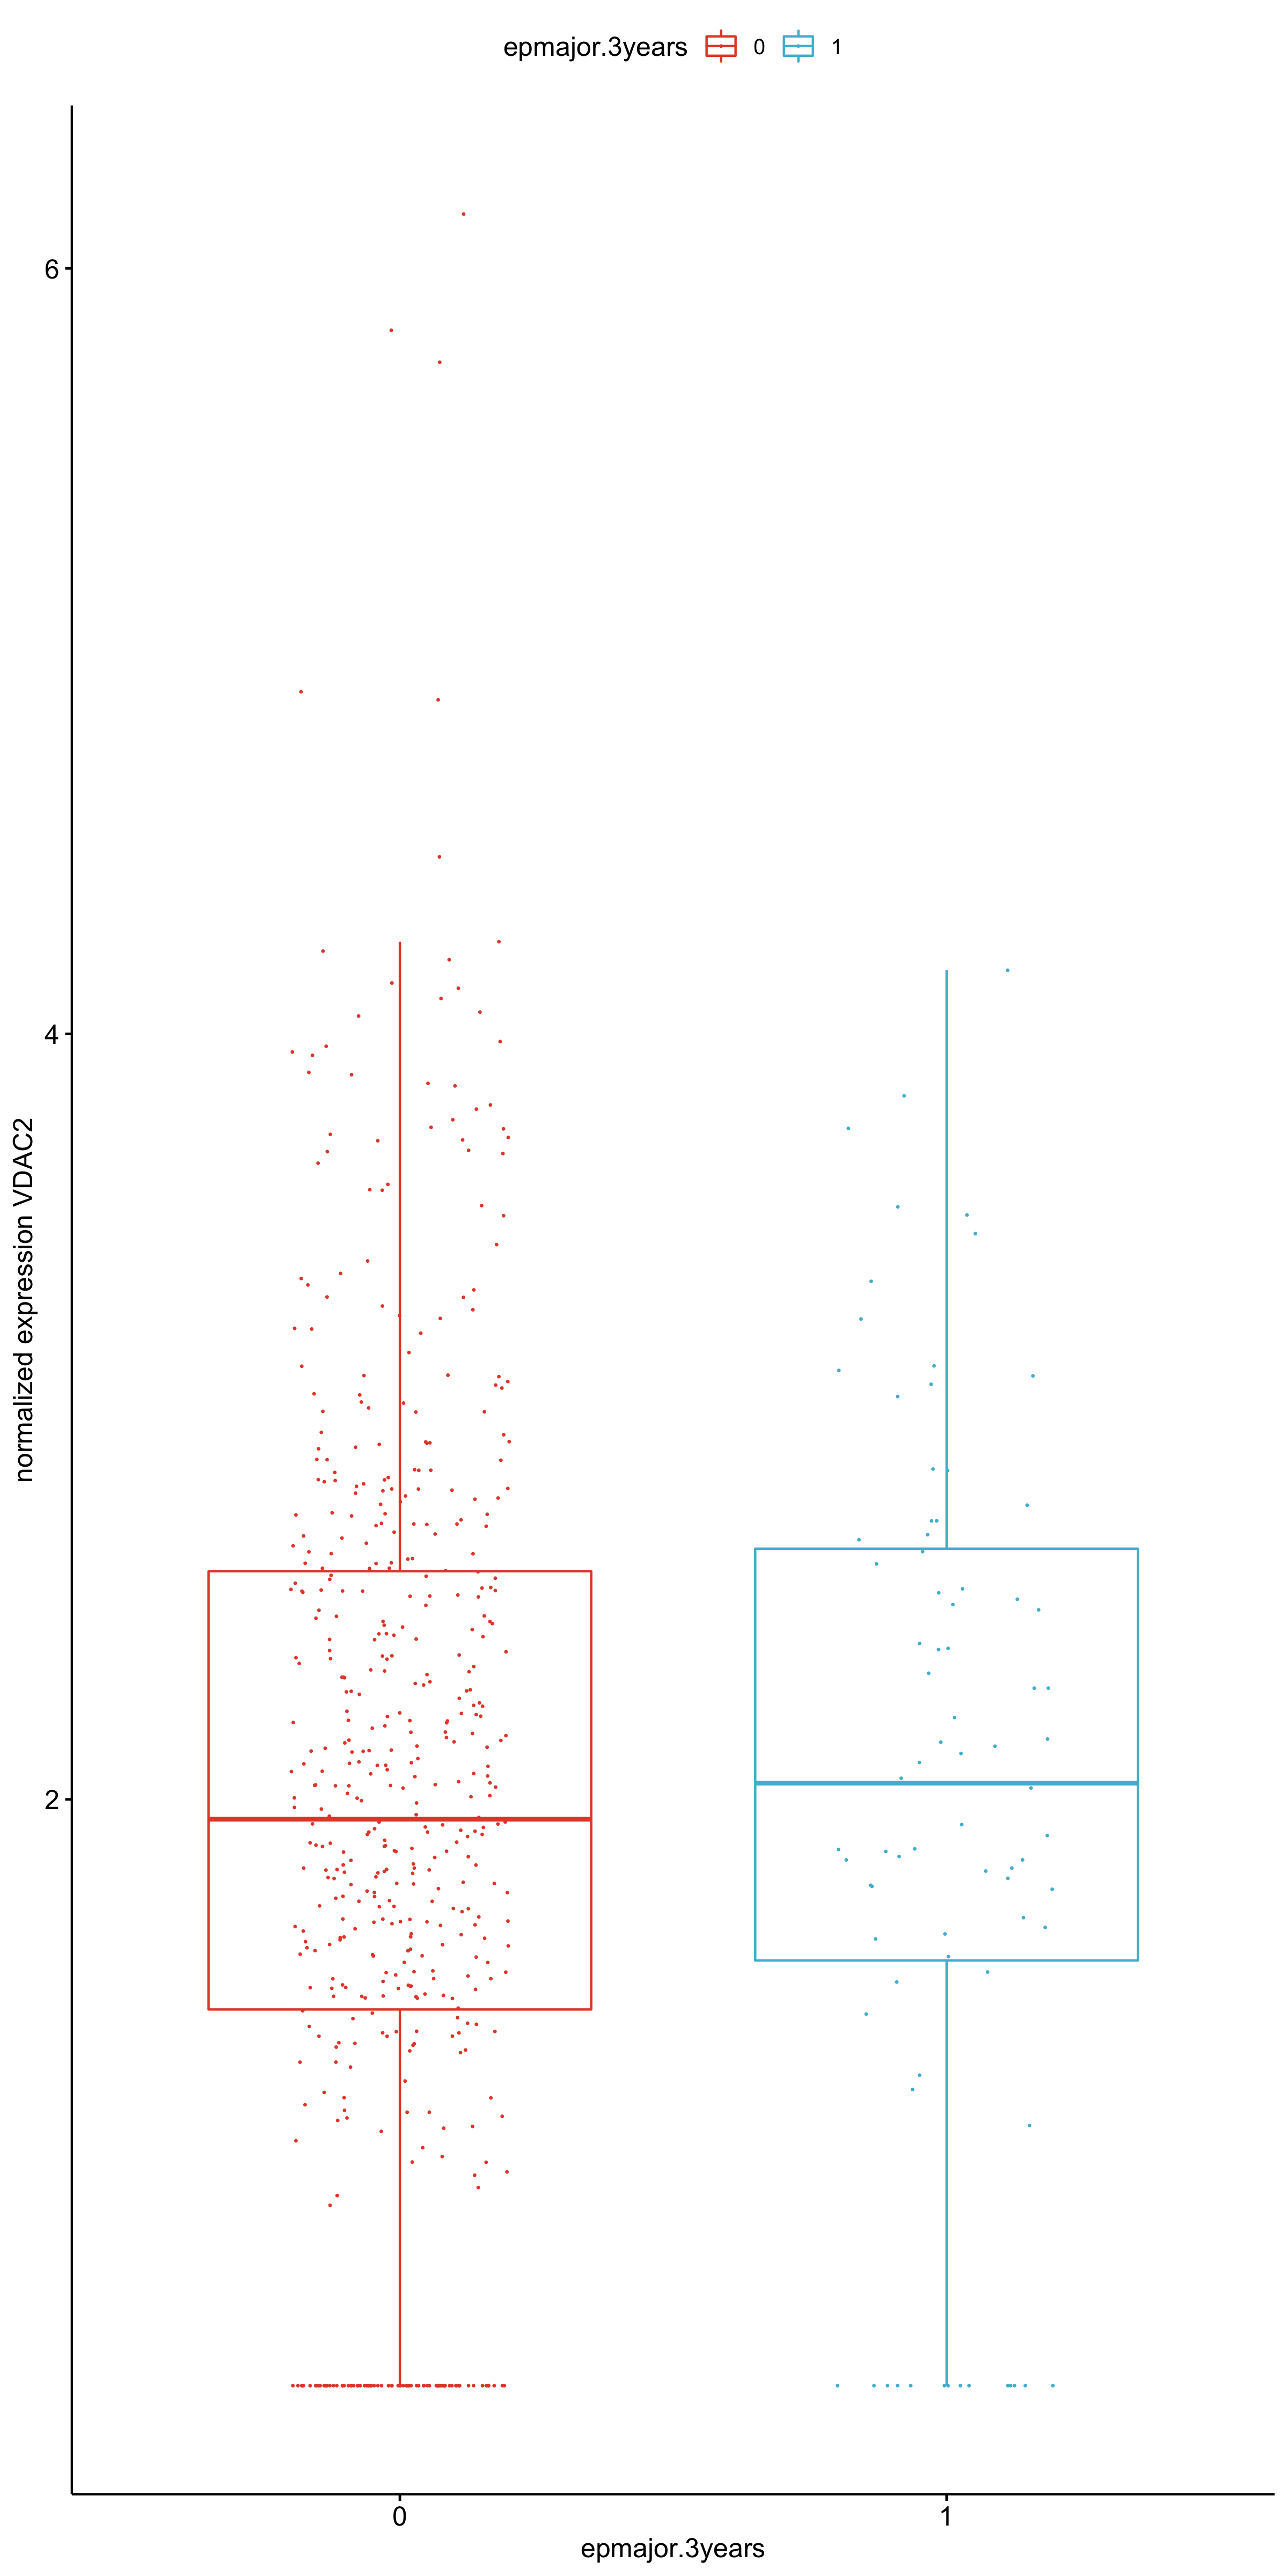 epmajor.3years 0 1
6
4
2
normalized expression VDAC2
0 1
epmajor.3years